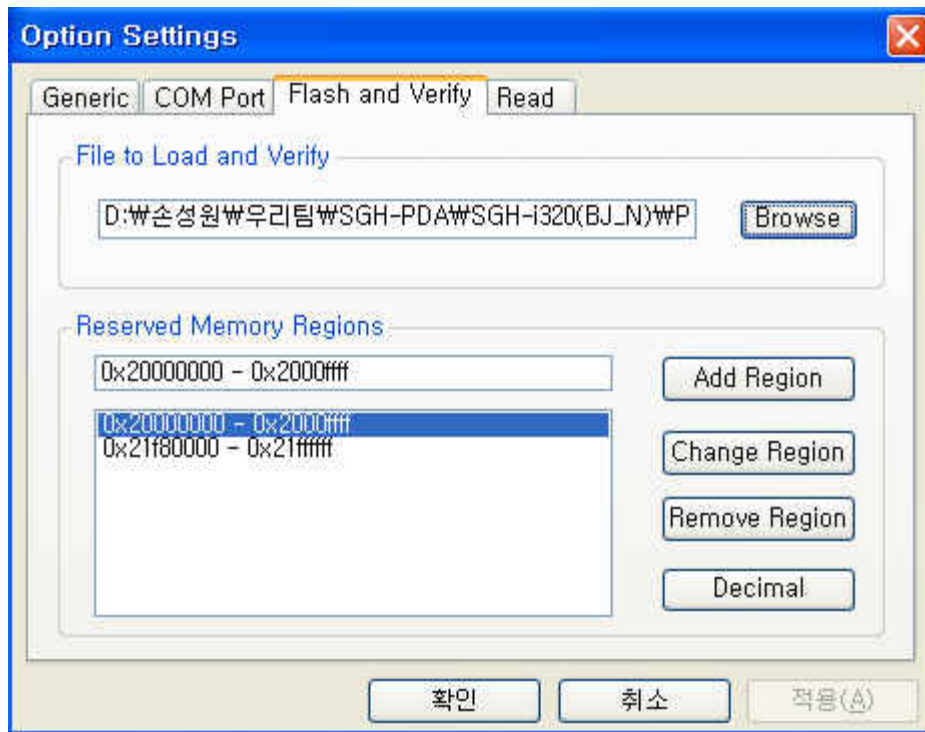 Option Settings
Generic COM Port Flash and Verify Read
File to Load and Verify
D:₩손성원₩우리팀₩SGH-PDA₩SGH-i320(BJ_N)₩P
Browse
Reserved Memory Regions
0x20000000 - 0x2000ffff
Add Region
0x20000000 - 0x2000ffff
0x21f80000 - 0x21ffffff
Change Region
Remove Region
Decimal
확인 취소 적용(A)